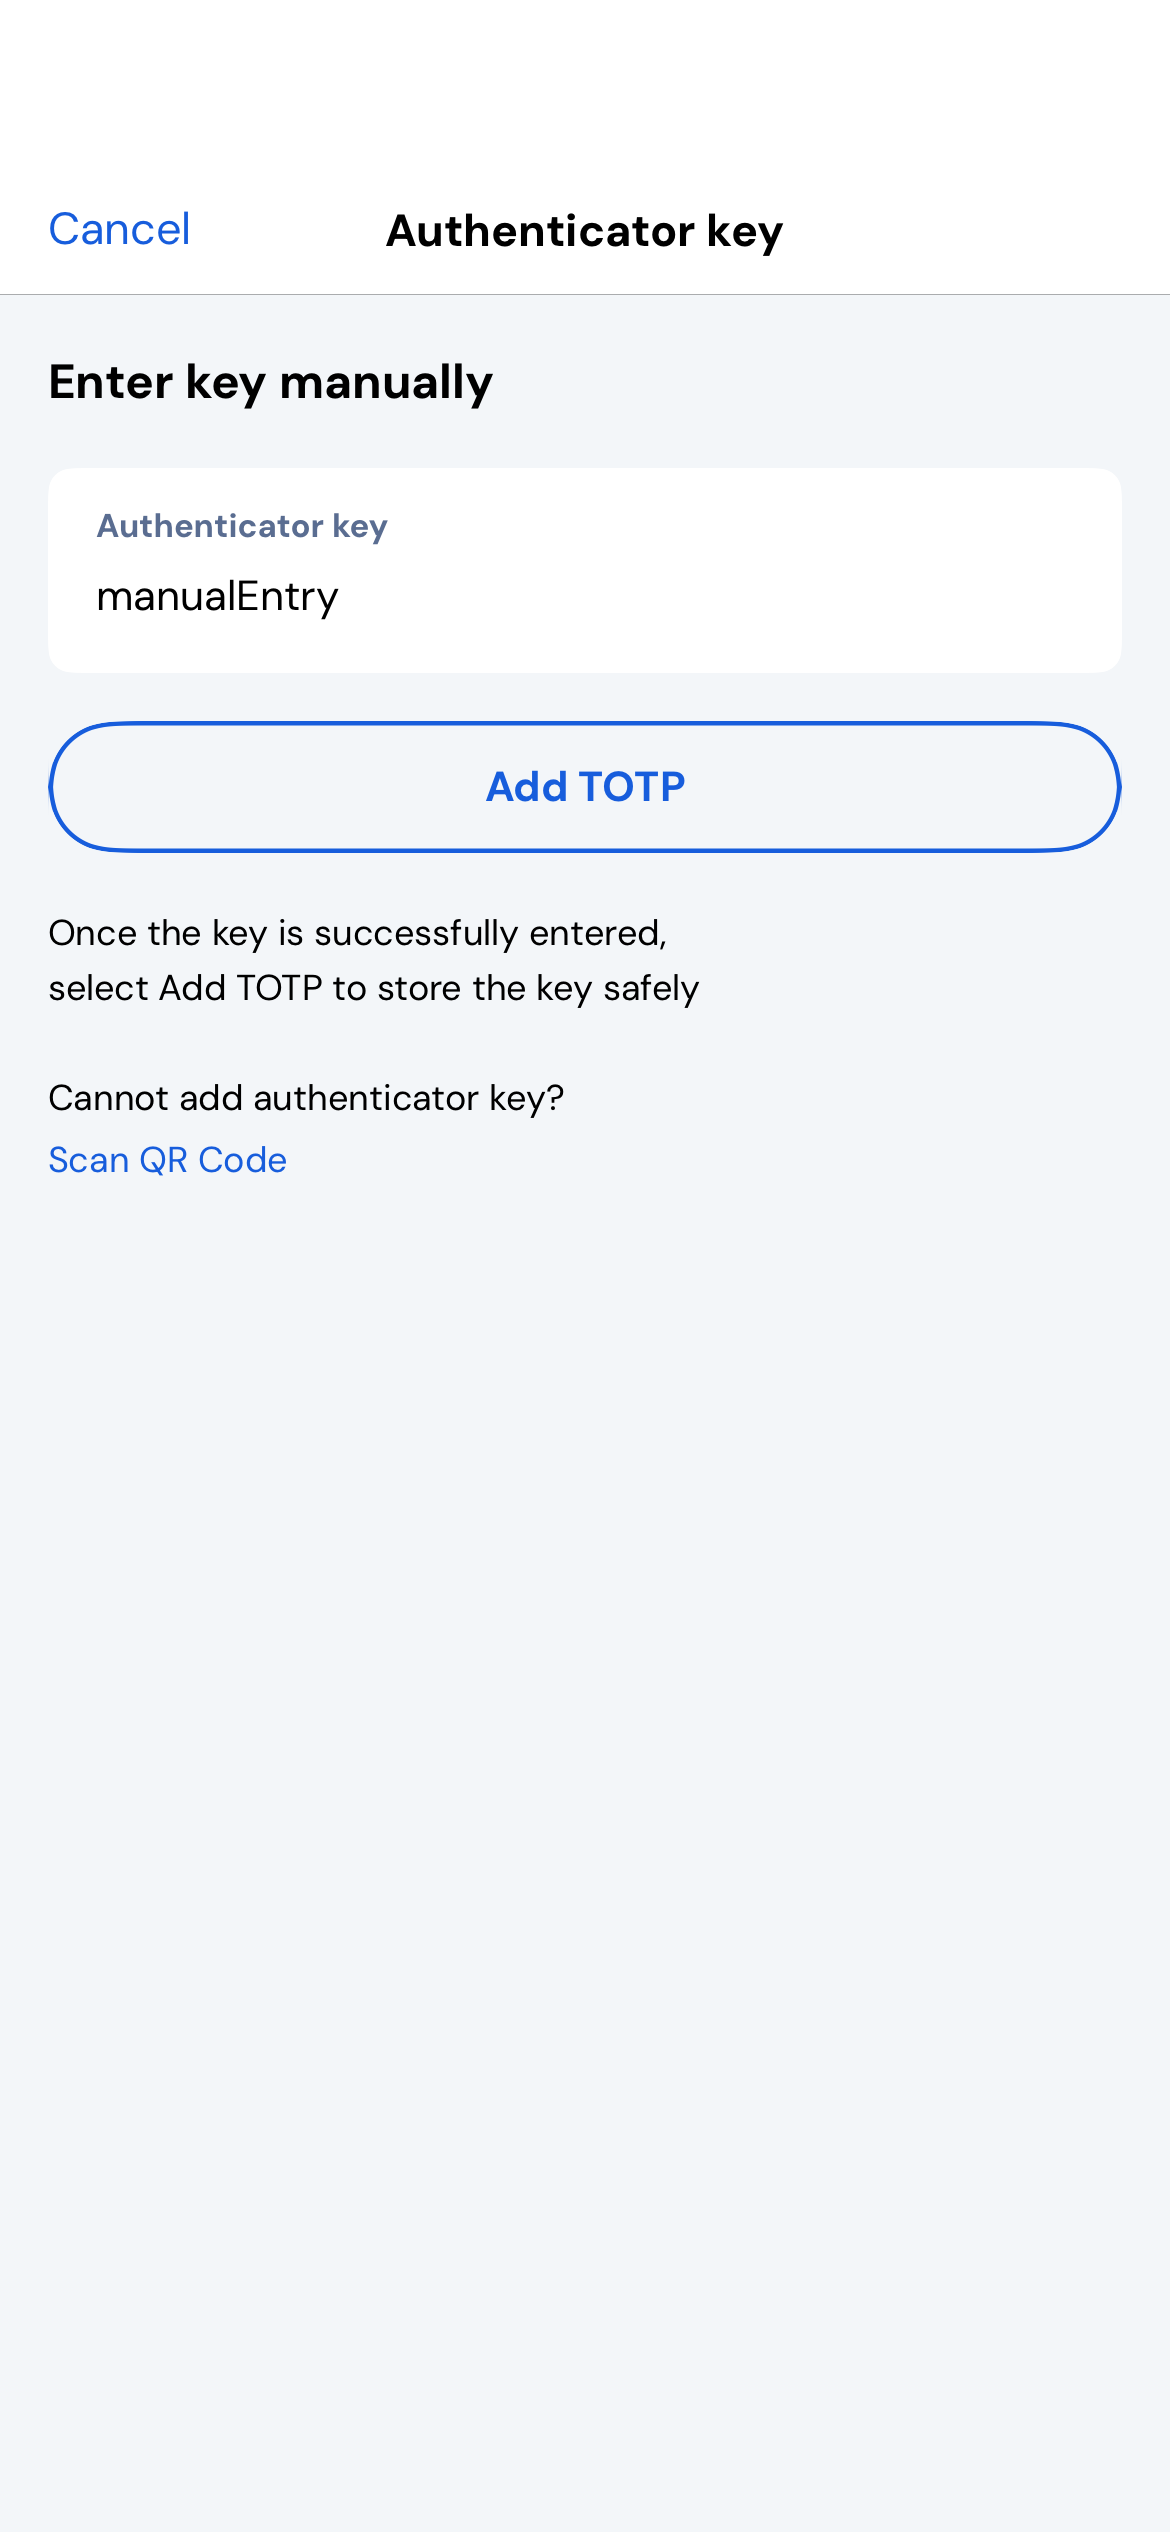 Cancel
Authenticator key
Enter key manually
Authenticator key
manualEntry
Add TOTP
Once the key is successfully entered,
select Add TOTP to store the key safely
Cannot add authenticator key?
Scan QR Code